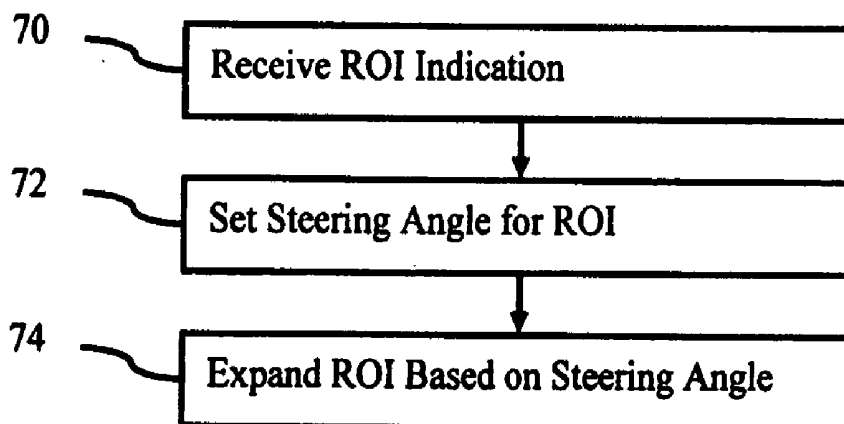 70
Receive ROI Indication
72
Set Steering Angle for ROI
74
Expand ROI Based on Steering Angle